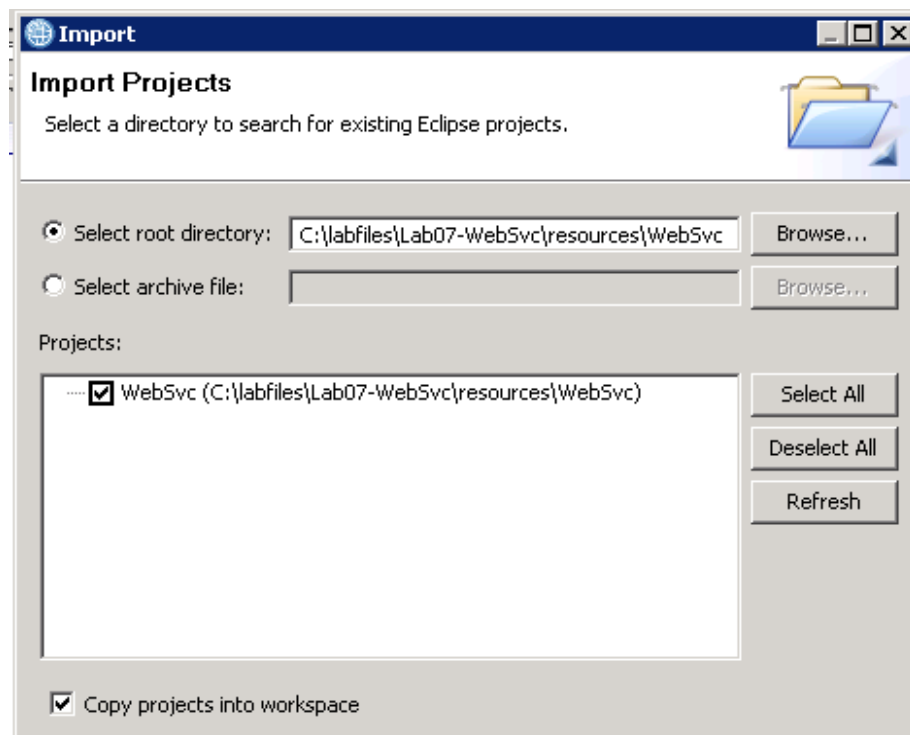 Import
Import Projects
Select a directory to search for existing Eclipse projects.
Select root directory: C:\labfiles\Lab07-WebSvc\resources\WebSvc Browse...
Select archive file: Browse...
Projects:
WebSvc (C:\labfiles\Lab07-WebSvc\resources\WebSvc) Select All
Deselect All
Refresh
Copy projects into workspace